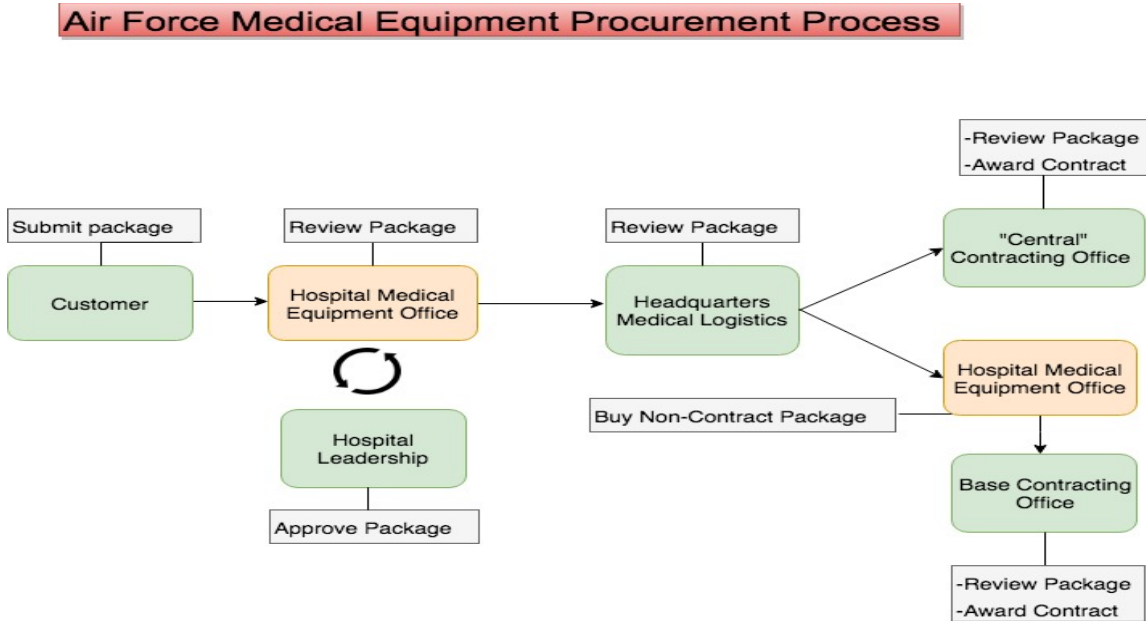 Air Force Medical Equipment Procurement Process
-Review Package
-Award Contract
Submit package
Review Package
Review Package
"Central"
Contracting Office
Customer
Hospital Medical
Equipment Office
Headquarters
Medical Logistics
Hospital Medical
Equipment Office
Buy Non-Contract Package
Hospital
Leadership
Base Contracting
Office
Approve Package
-Review Package
-Award Contract